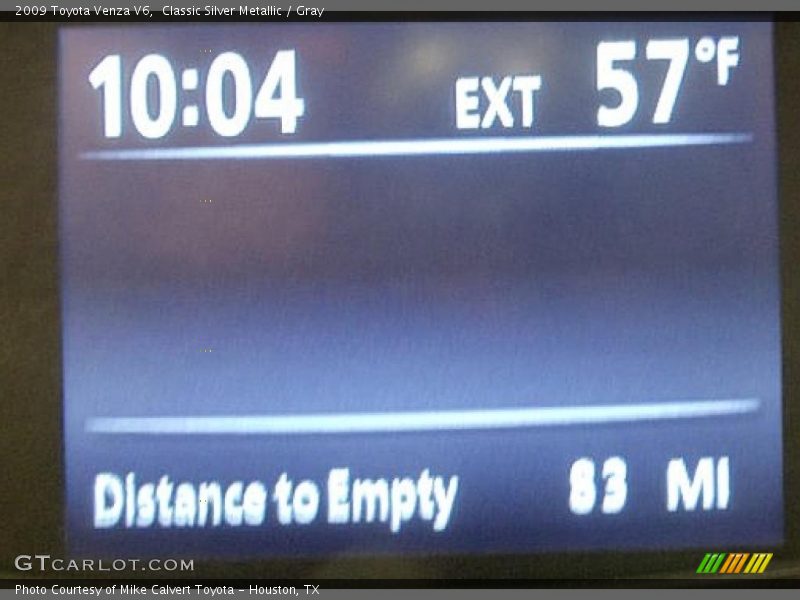 2009 Toyota Venza V6,  Classic Silver Metallic / Gray
10:04 EXT 57°F
Distance to Empty 83 MI
GTCARLOT.COM
Photo Courtesy of Mike Calvert Toyota - Houston, TX